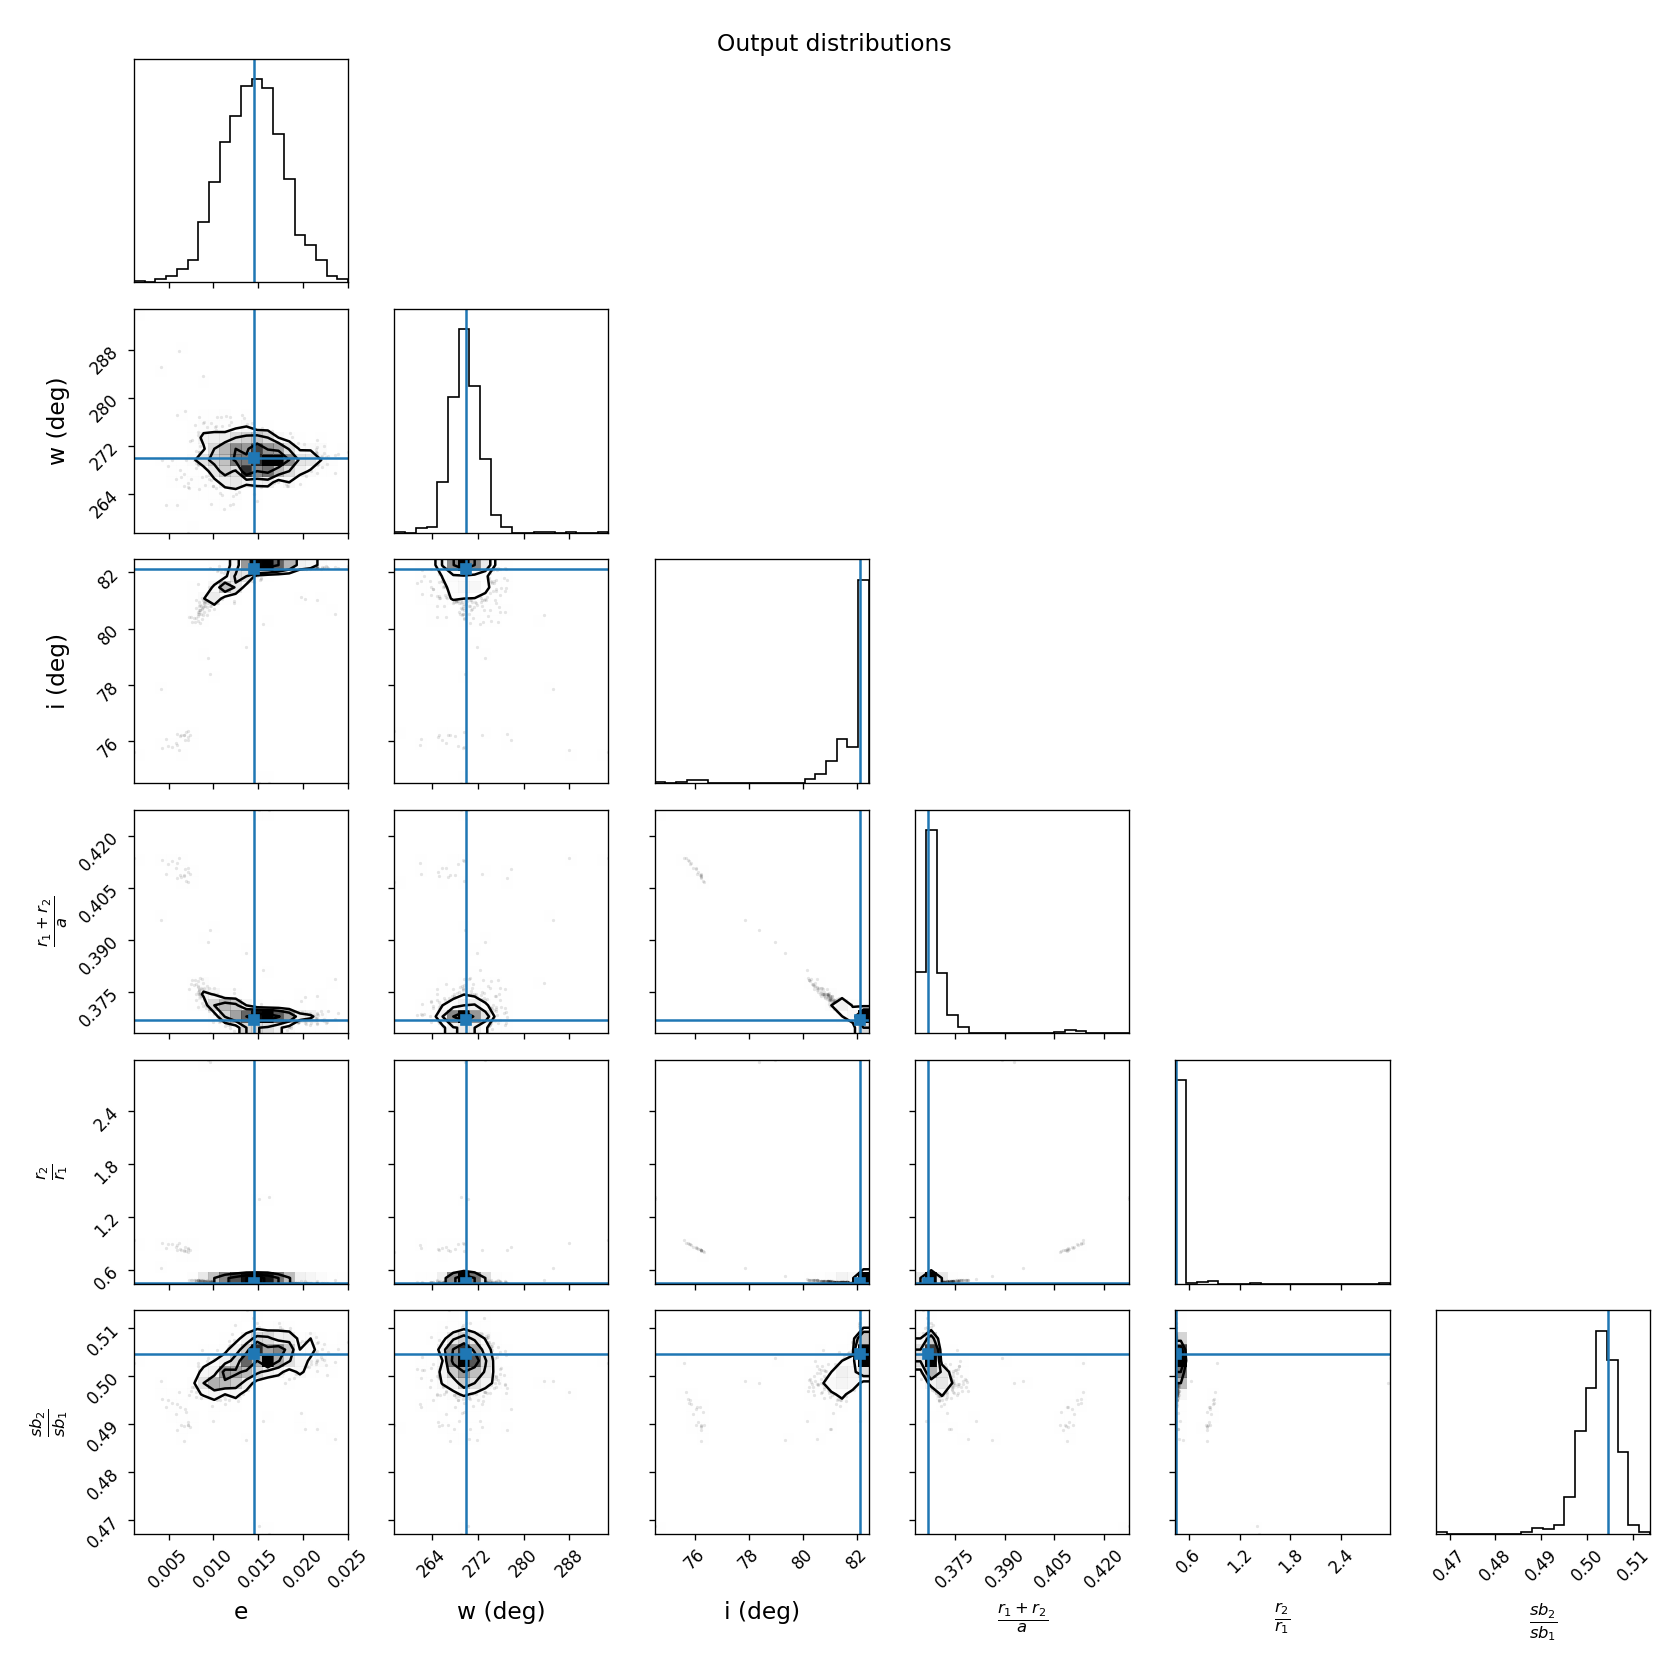 Output distributions
w (deg)
288
280
272
264
i (deg)
82
80
78
76
r₁ + r₂
a
0.420
0.405
0.390
0.375
r₂
r₁
2.4
1.8
1.2
0.6
sb₂
sb₁
0.51
0.50
0.49
0.48
0.47
0.005 0.010 0.015 0.020 0.025 264 272 280 288 76 78 80 82 0.375 0.390 0.405 0.420 0.6 1.2 1.8 2.4 0.47 0.48 0.49 0.50 0.51
e w (deg) i (deg) r₁ + r₂ r₂ sb₂
a r₁ sb₁